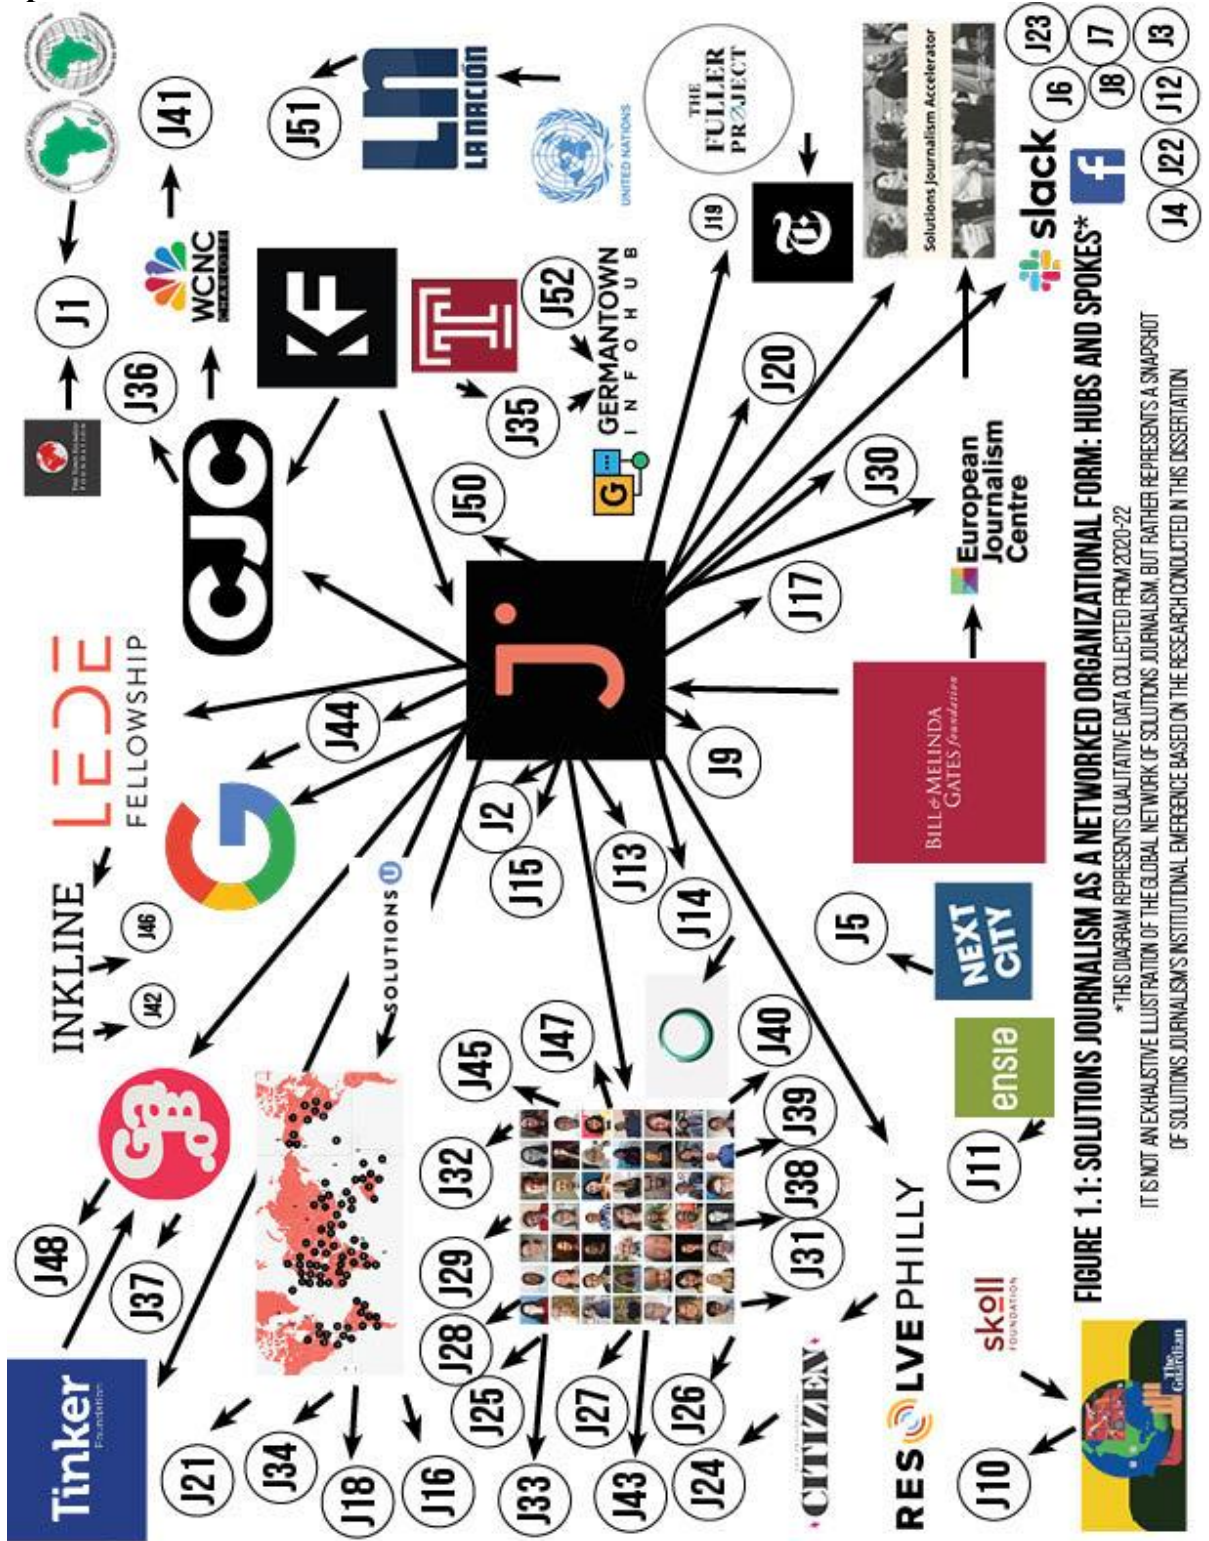 Tinker
Foundation
J48
INKLINE
LEDE
FELLOWSHIP
J1
FOUNDATION
J37
Gabo
J42
J46
J36
J41
J21
G
CJC
WCNC
CHARLOTTE
J34
J44
KF
J51
J18
SOLUTIONS U
LN
LA NACION
J16
J28
J29
J32
J45
J2
J50
T
J25
J15
J35
J52
J33
J47
J
GERMANTOWN
INFOHUB
G
UNITED NATIONS
J27
J13
J43
J26
J14
THE
FULLER
PROJECT
J24
J40
J9
J19
CITIZEN
J31
J38
J39
J17
J20
T
J5
J30
RESOLVE PHILLY
BILL & MELINDA
GATES foundation
Solutions Journalism Accelerator
J10
skoll
FOUNDATION
J11
ensia
NEXT
CITY
European
Journalism
Centre
slack
J6
J23
f
J8
J7
The
Guardian
J4
J22
J12
J3
FIGURE 1.1: SOLUTIONS JOURNALISM AS A NETWORKED ORGANIZATIONAL FORM: HUBS AND SPOKES*
*THIS DIAGRAM REPRESENTS QUALITATIVE DATA COLLECTED FROM 2020-22
IT IS NOT AN EXHAUSTIVE ILLUSTRATION OF THE GLOBAL NETWORK OF SOLUTIONS JOURNALISM, BUT RATHER REPRESENTS A SNAPSHOT
OF SOLUTIONS JOURNALISM'S INSTITUTIONAL EMERGENCE BASED ON THE RESEARCH CONDUCTED IN THIS DISSERTATION